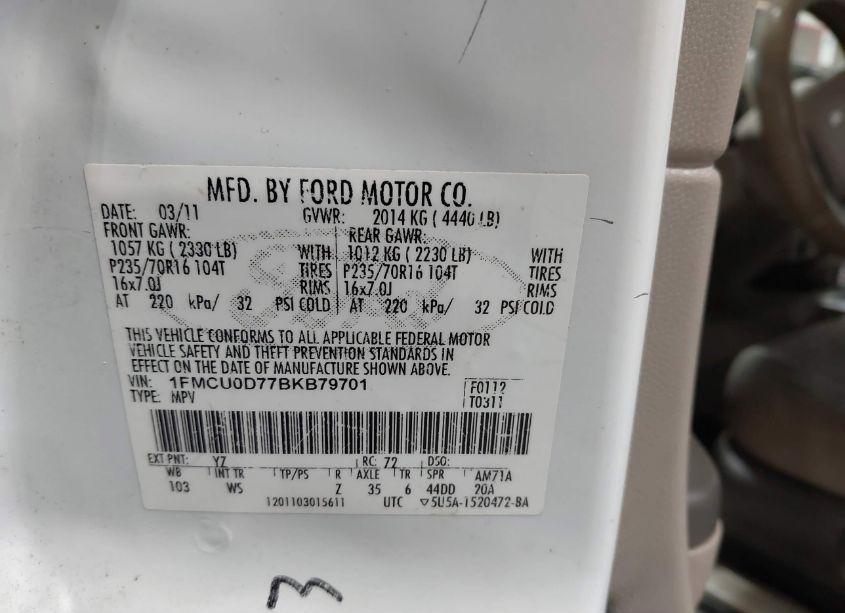 MFD. BY FORD MOTOR CO.
DATE: 03/11 GVWR: 2014 KG ( 4440 LB)
FRONT GAWR: REAR GAWR:
1057 KG ( 2330 LB) WITH 1012 KG ( 2230 LB) WITH
P235/70R16 104T TIRES P235/70R16 104T TIRES
16x7.0J RIMS 16x7.0J RIMS
AT 220 kPa/ 32 PSI COLD AT 220 kPa/ 32 PSI COLD
THIS VEHICLE CONFORMS TO ALL APPLICABLE FEDERAL MOTOR
VEHICLE SAFETY AND THEFT PREVENTION STANDARDS IN
EFFECT ON THE DATE OF MANUFACTURE SHOWN ABOVE.
VIN: 1FMCU0D77BKB79701 F0112
TYPE: MPV T0311
EXT PNT: YZ RC: 72 DSO:
WB INT TR TP/PS R AXLE TR SPR AM71A
103 WS Z 35 6 44DD 20A
1201103015611 UTC ▽5U5A-1520472-BA
m